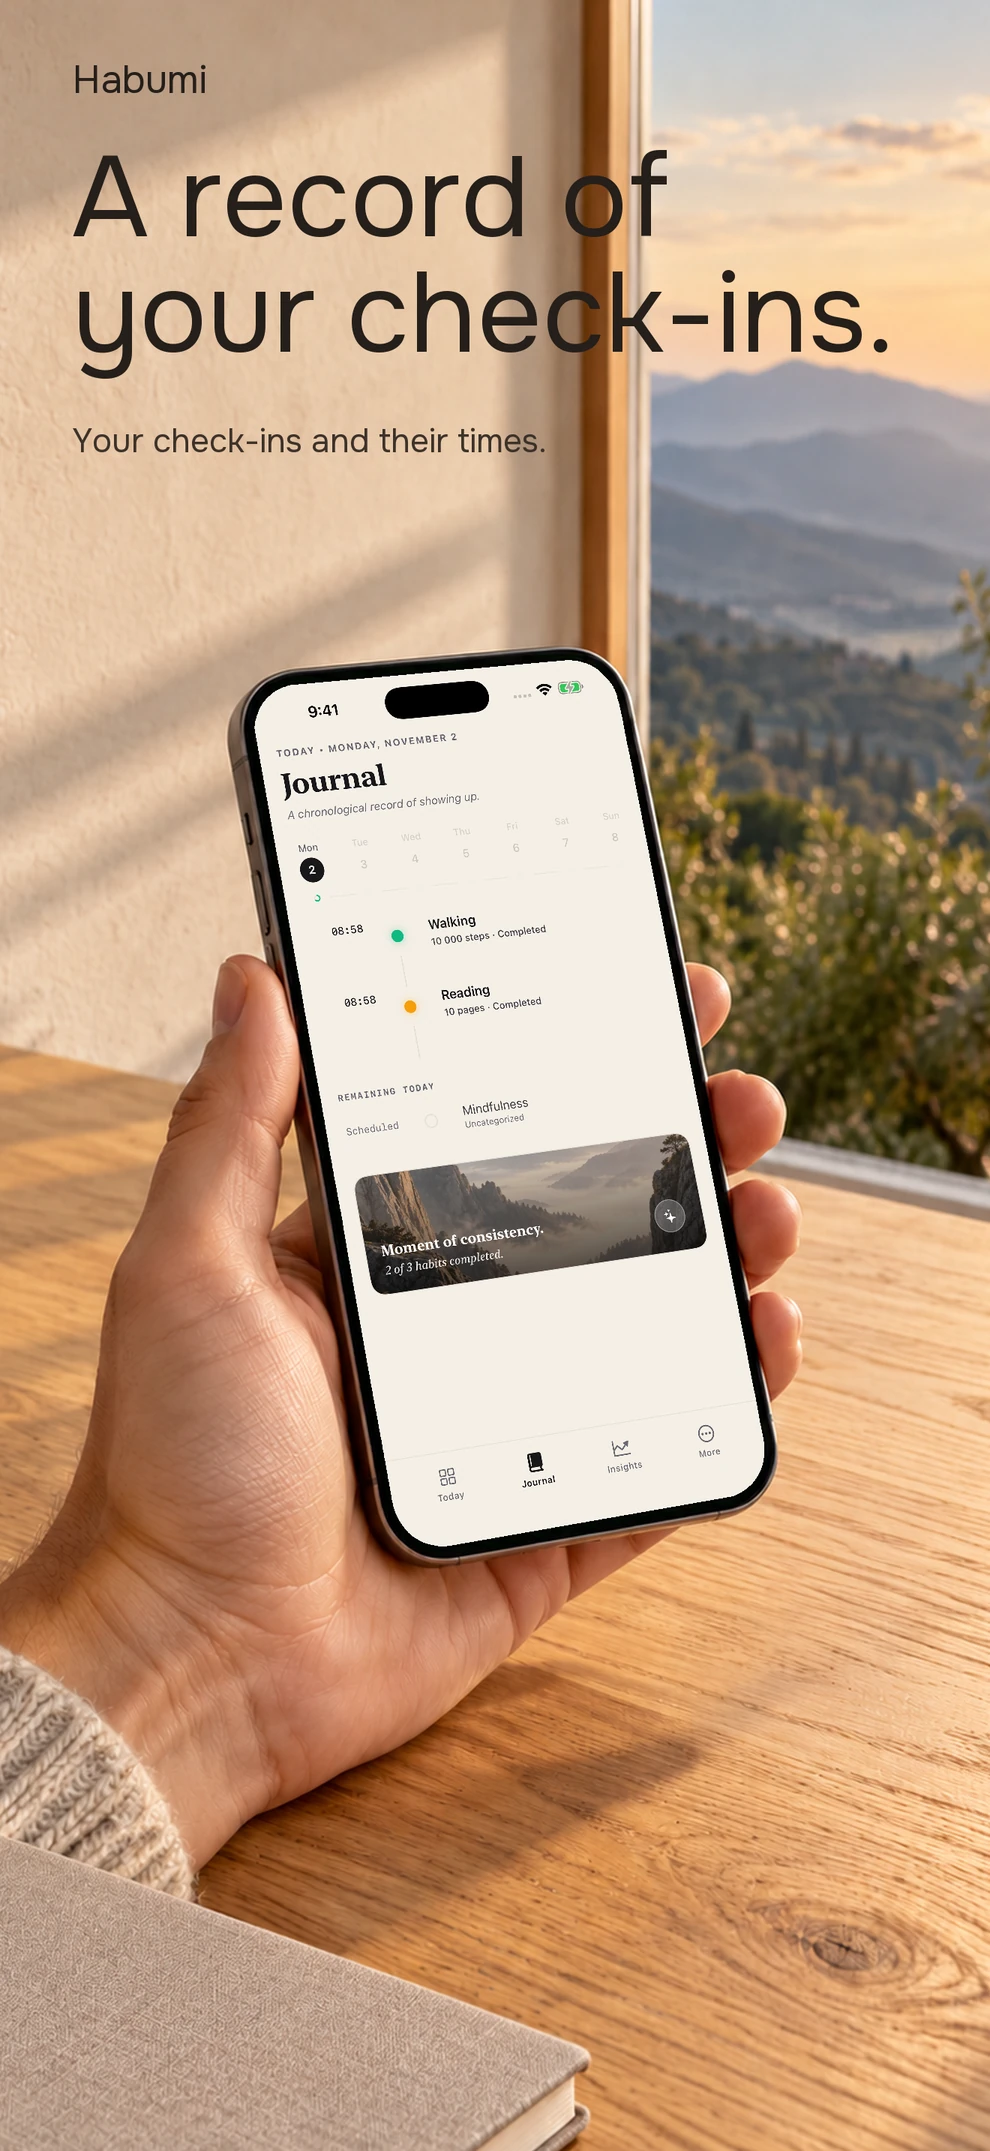 Habumi
A record of
your check-ins.
Your check-ins and their times.
9:41
TODAY • MONDAY, NOVEMBER 2
Journal
A chronological record of showing up.
Mon Tue Wed Thu Fri Sat Sun
2 3 4 5 6 7 8
08:58 Walking
10 000 steps · Completed
08:58 Reading
10 pages · Completed
REMAINING TODAY
Scheduled Mindfulness
Uncategorized
Moment of consistency.
2 of 3 habits completed.
Today Journal Insights More